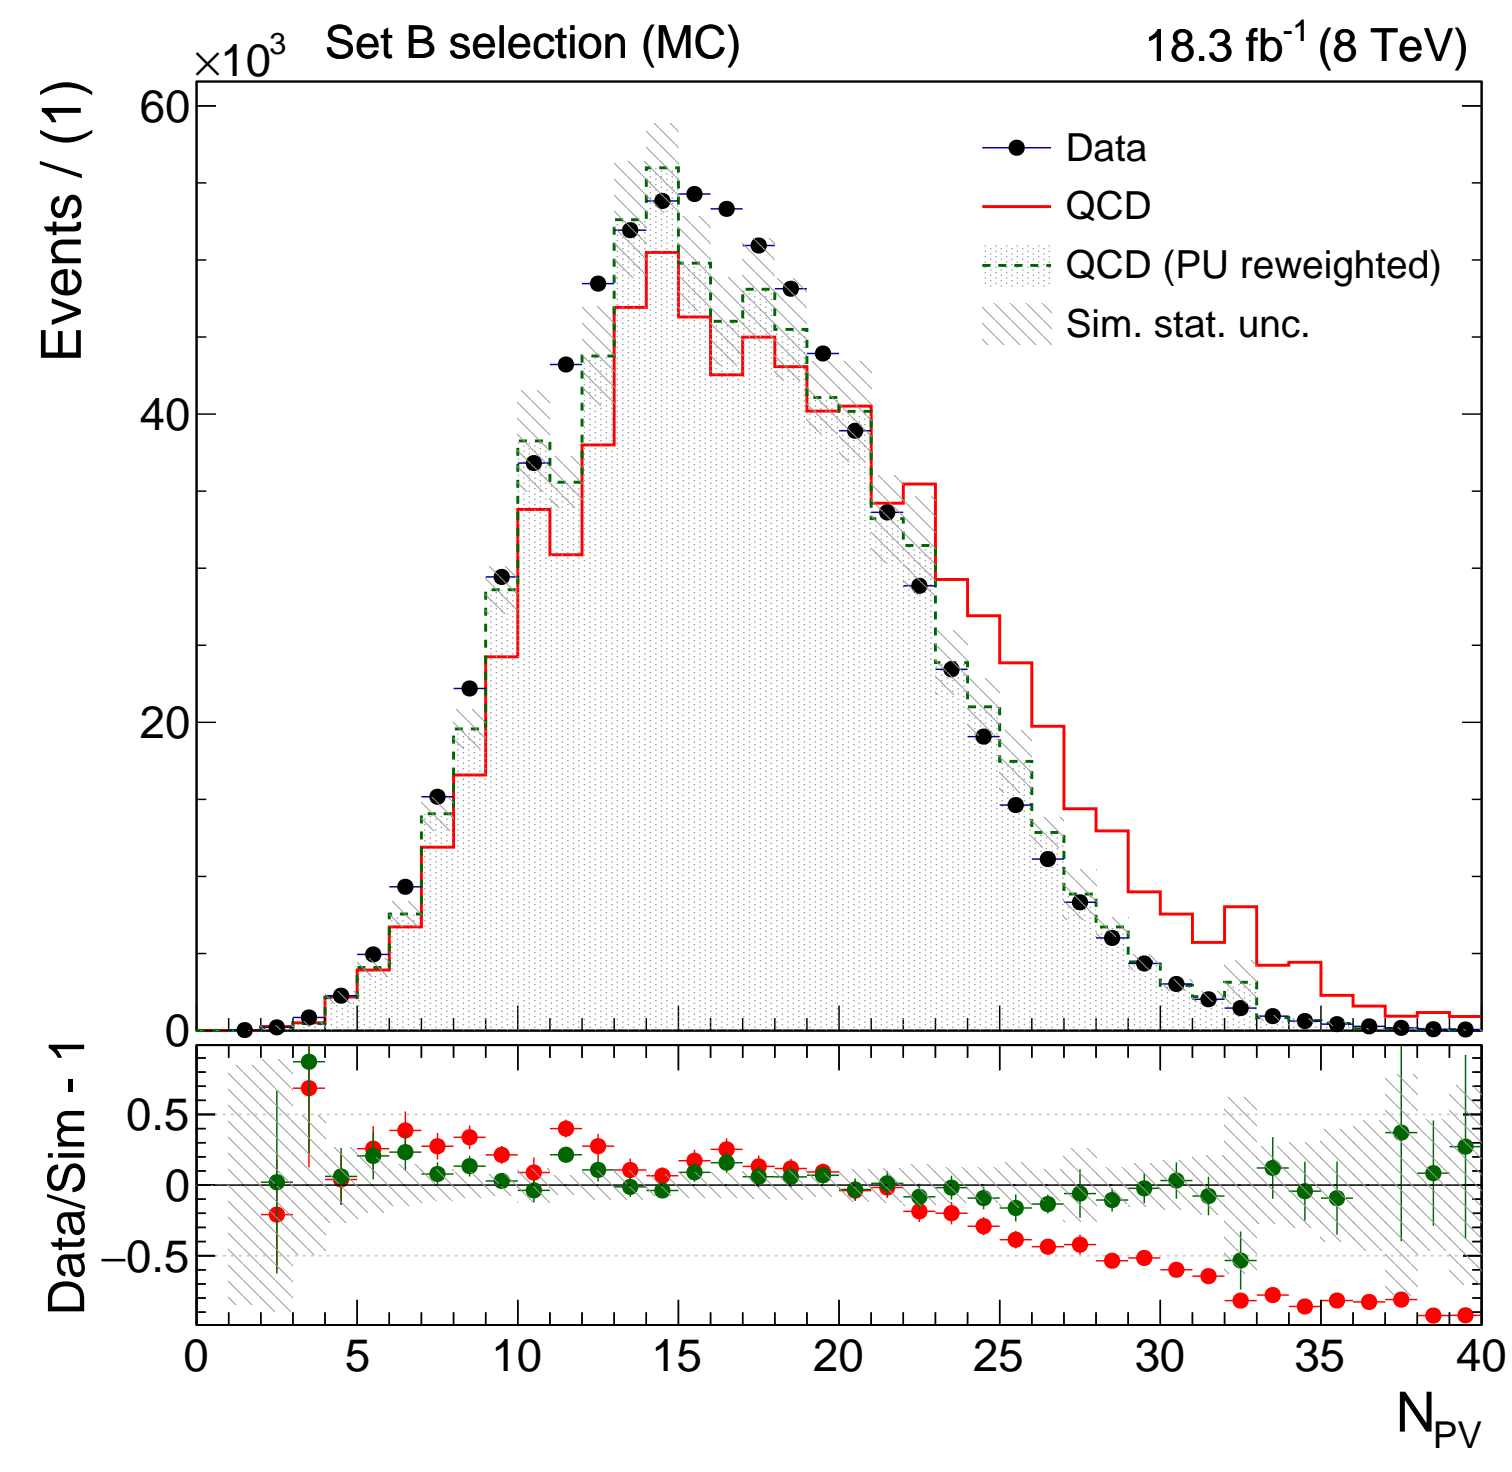 ×10³ Set B selection (MC) 18.3 fb⁻¹ (8 TeV)
Events / (1)
60
40
20
0
Data
QCD
QCD (PU reweighted)
Sim. stat. unc.
Data/Sim - 1
0.5
0
−0.5
0 5 10 15 20 25 30 35 40
N_PV